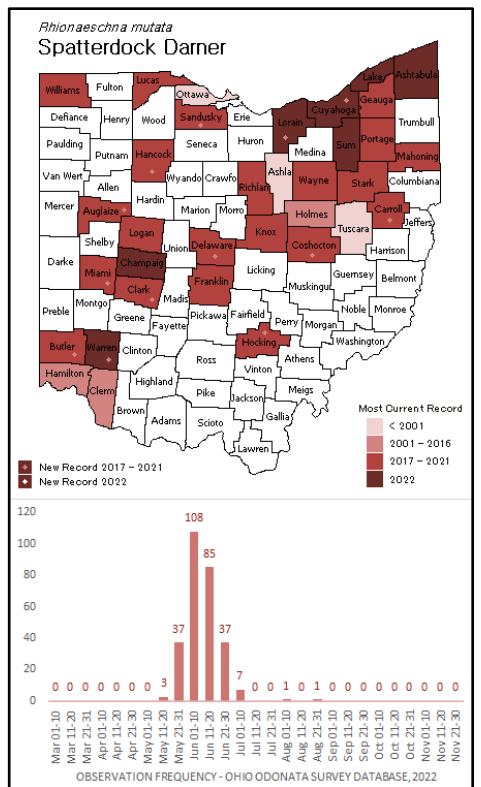 Rhionaeschna mutata
Spatterdock Darner
Williams Fulton Lucas Ottawa Lake Ashtabula
Defiance Henry Wood Sandusky Erie Lorain Cuyahoga Geauga Trumbull
Paulding Putnam Hancock Seneca Huron Medina Sum Portage Mahoning
Van Wert Allen Wyando Crawfo Richlan Ashla Wayne Stark Columbiana
Mercer Auglaize Hardin Marion Morro Holmes Tuscara Carroll Jeffers
Shelby Logan Union Delaware Knox Coshocton Harrison
Darke Miami Champaig Licking Muskingu Guernsey Belmont
Clark Madis Franklin
Preble Montgo Greene Fayette Pickawa Fairfield Perry Morgan Noble Monroe
Butler Warren Clinton Ross Hocking Athens Washington
Hamilton Clerm Highland Vinton Meigs
Brown Adams Pike Jackson Gallia
Scioto Lawren
Most Current Record
< 2001
2001 - 2016
2017 - 2021
2022
New Record 2017 - 2021
New Record 2022
120
100
80
60
40
20
0
0 0 0 0 0 0 0 3 37 108 85 37 7 0 0 1 0 1 0 0 0 0 0 0 0 0 0
Mar 01-10
Mar 11-20
Mar 21-31
Apr 01-10
Apr 11-20
Apr 21-30
May 01-10
May 11-20
May 21-31
Jun 01-10
Jun 11-20
Jun 21-30
Jul 01-10
Jul 11-20
Jul 21-31
Aug 01-10
Aug 11-20
Aug 21-31
Sep 01-10
Sep 11-20
Sep 21-30
Oct 01-10
Oct 11-20
Oct 21-31
Nov 01-10
Nov 11-20
Nov 21-30
OBSERVATION FREQUENCY - OHIO ODONATA SURVEY DATABASE, 2022